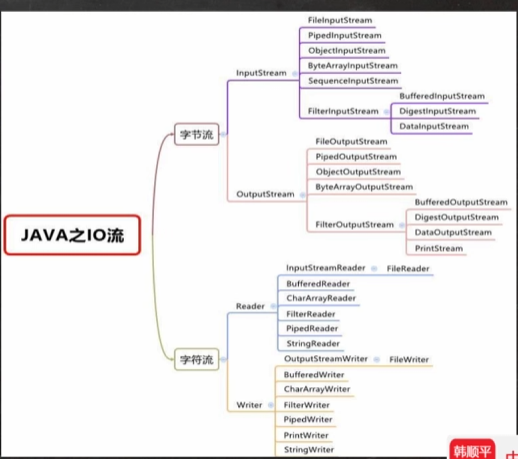 JAVA之IO流
字节流
InputStream
FileInputStream
PipedInputStream
ObjectInputStream
ByteArrayInputStream
SequenceInputStream
FilterInputStream
BufferedInputStream
DigestInputStream
DataInputStream
OutputStream
FileOutputStream
PipedOutputStream
ObjectOutputStream
ByteArrayOutputStream
FilterOutputStream
BufferedOutputStream
DigestOutputStream
DataOutputStream
PrintStream
字符流
Reader
InputStreamReader
FileReader
BufferedReader
CharArrayReader
FilterReader
PipedReader
StringReader
Writer
OutputStreamWriter
FileWriter
BufferedWriter
CharArrayWriter
FilterWriter
PipedWriter
PrintWriter
StringWriter
韩顺平